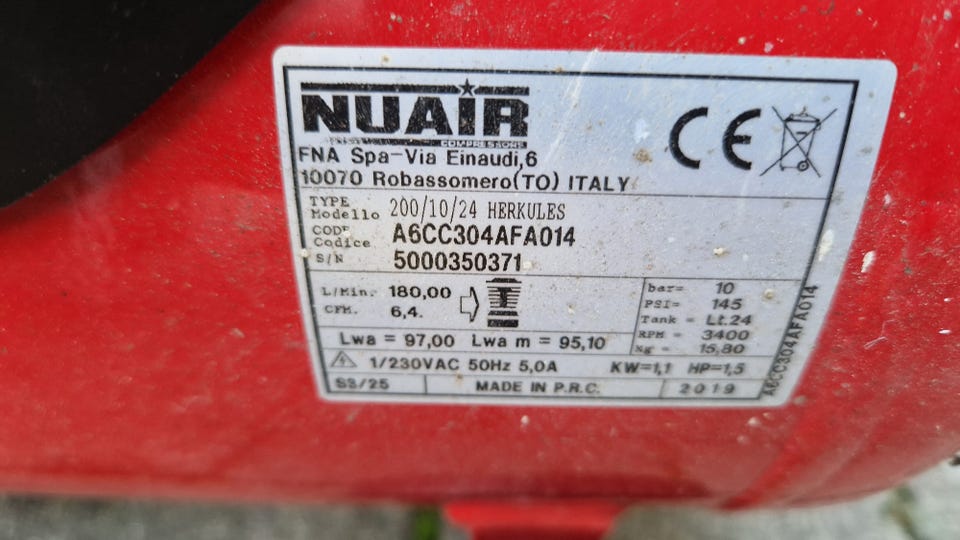 NUAIR
COMPRESSORS
CE
FNA Spa-Via Einaudi,6
10070 Robassomero(TO) ITALY
TYPE
Modello 200/10/24 HERKULES
CODE
Codice A6CC304AFA014
S/N 5000350371
L/Min. 180,00
CFM. 6,4.
bar= 10
PSI= 145
Tank = Lt.24
RPM = 3400
Kg = 15,80
Lwa = 97,00 Lwa m = 95,10
1/230VAC 50Hz 5,0A KW=1,1 HP=1,5
S3/25 MADE IN P.R.C. 2019
A6CC304AFA014